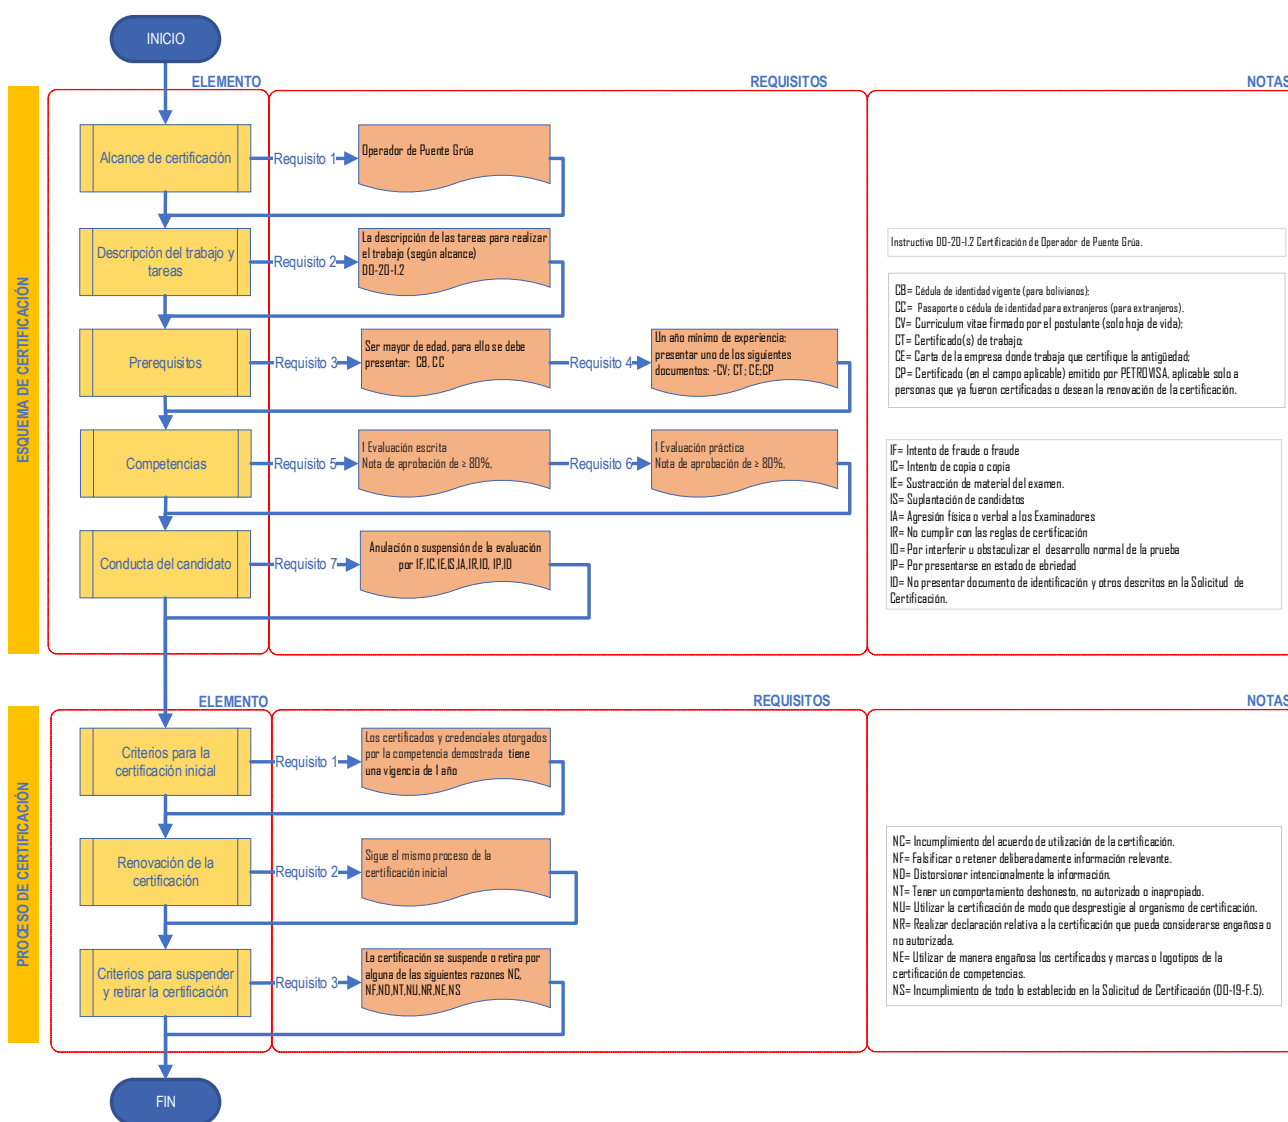 INICIO
ELEMENTO
REQUISITOS
NOTAS
ESQUEMA DE CERTIFICACIÓN
Alcance de certificación
Requisito 1
Operador de Puente Grúa
Descripción del trabajo y
tareas
Requisito 2
La descripción de las tareas para realizar
el trabajo (según alcance)
DO-20-I.2
Instructivo DO-20-I.2 Certificación de Operador de Puente Grúa.
Prerequisitos
Requisito 3
Ser mayor de edad, para ello se debe
presentar: CB, CC
Requisito 4
Un año mínimo de experiencia:
presentar uno de los siguientes
documentos: -CV; CT; CE;CP
CB= Cédula de identidad vigente (para bolivianos);
CC= Pasaporte o cédula de identidad para extranjeros (para extranjeros).
CV= Curriculum vitae firmado por el postulante (solo hoja de vida);
CT= Certificado(s) de trabajo;
CE= Carta de la empresa donde trabaja que certifique la antigüedad;
CP= Certificado (en el campo aplicable) emitido por PETROVISA, aplicable solo a
personas que ya fueron certificadas o desean la renovación de la certificación.
Competencias
Requisito 5
1 Evaluación escrita
Nota de aprobación de ≥ 80%,
Requisito 6
1 Evaluación práctica
Nota de aprobación de ≥ 80%,
Conducta del candidato
Requisito 7
Anulación o suspensión de la evaluación
por IF,IC,IE,IS,IA,IR,IO, IP,ID
IF= Intento de fraude o fraude
IC= Intento de copia o copia
IE= Sustracción de material del examen.
IS= Suplantación de candidatos
IA= Agresión física o verbal a los Examinadores
IR= No cumplir con las reglas de certificación
IO= Por interferir u obstaculizar el desarrollo normal de la prueba
IP= Por presentarse en estado de ebriedad
ID= No presentar documento de identificación y otros descritos en la Solicitud de
Certificación.
ELEMENTO
REQUISITOS
NOTAS
PROCESO DE CERTIFICACIÓN
Criterios para la
certificación inicial
Requisito 1
Los certificados y credenciales otorgados
por la competencia demostrada tiene
una vigencia de 1 año
Renovación de la
certificación
Requisito 2
Sigue el mismo proceso de la
certificación inicial
Criterios para suspender
y retirar la certificación
Requisito 3
La certificación se suspende o retira por
alguna de las siguientes razones NC,
NF,ND,NT,NU,NR,NE,NS
NC= Incumplimiento del acuerdo de utilización de la certificación.
NF= Falsificar o retener deliberadamente información relevante.
ND= Distorsionar intencionalmente la información.
NT= Tener un comportamiento deshonesto, no autorizado o inapropiado.
NU= Utilizar la certificación de modo que desprestigie al organismo de certificación.
NR= Realizar declaración relativa a la certificación que pueda considerarse engañosa o
no autorizada.
NE= Utilizar de manera engañosa los certificados y marcas o logotipos de la
certificación de competencias.
NS= Incumplimiento de todo lo establecido en la Solicitud de Certificación (DO-19-F.5).
FIN